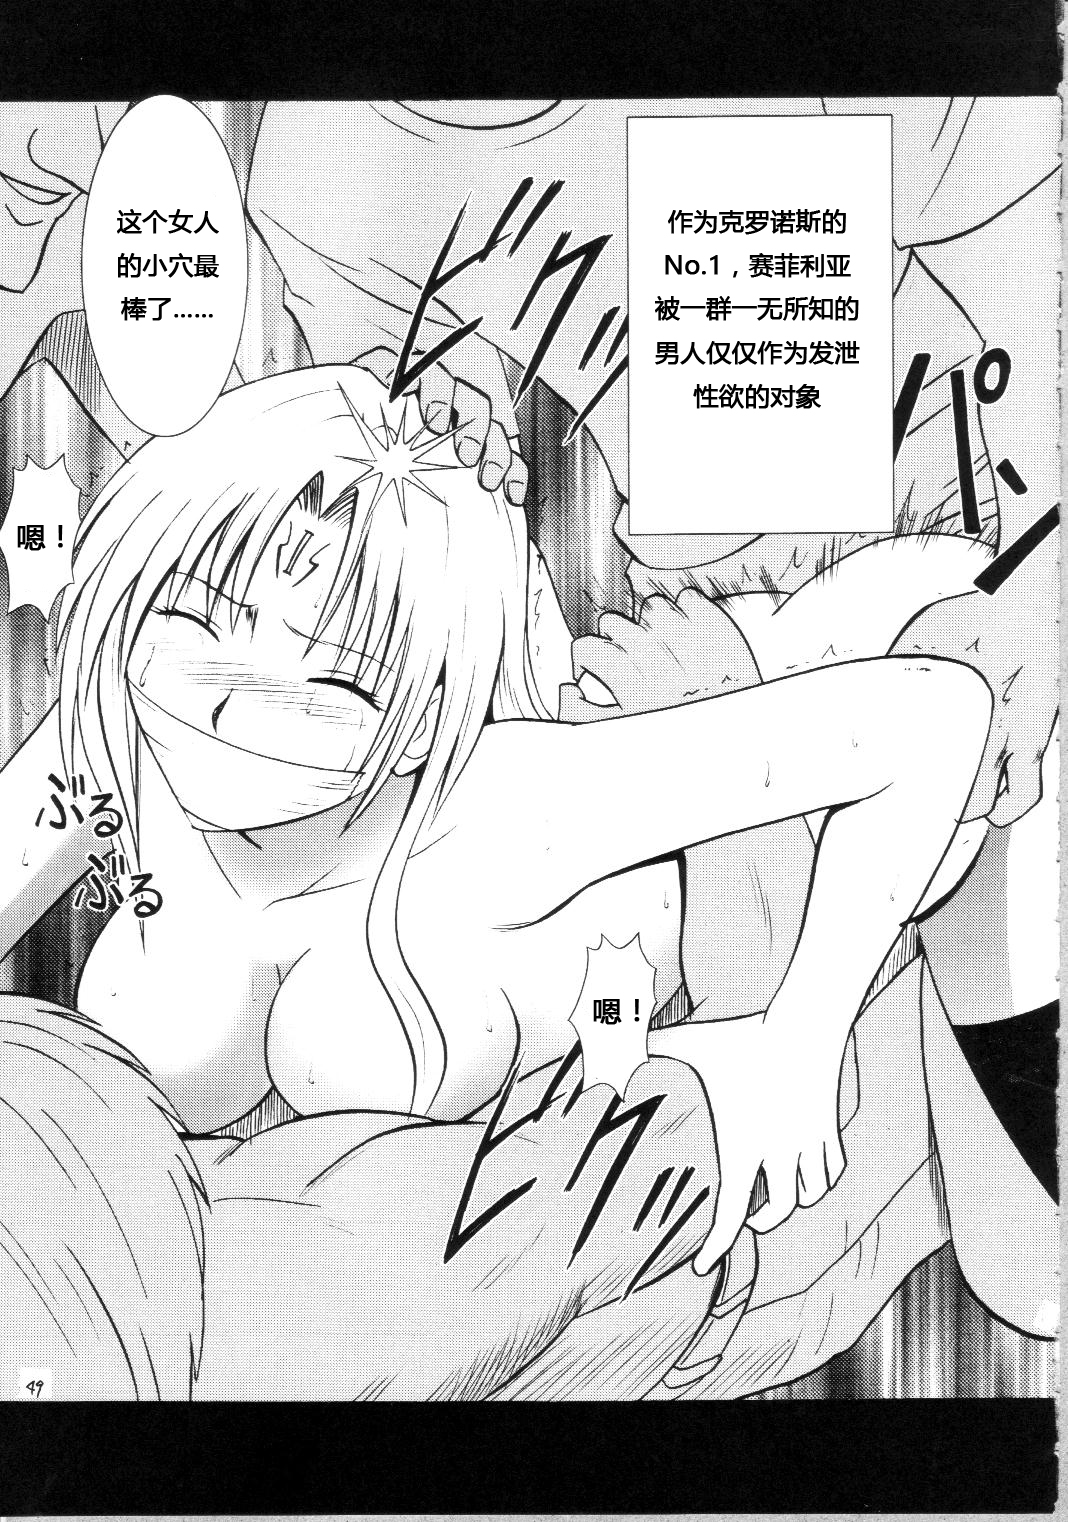 作为克罗诺斯的
No.1，赛菲利亚
被一群一无所知的
男人仅仅作为发泄
性欲的对象
这个女人
的小穴最
棒了……
パンッ
ビクッ
嗯！
ぶる
ぶる
嗯！
ビクッ
49